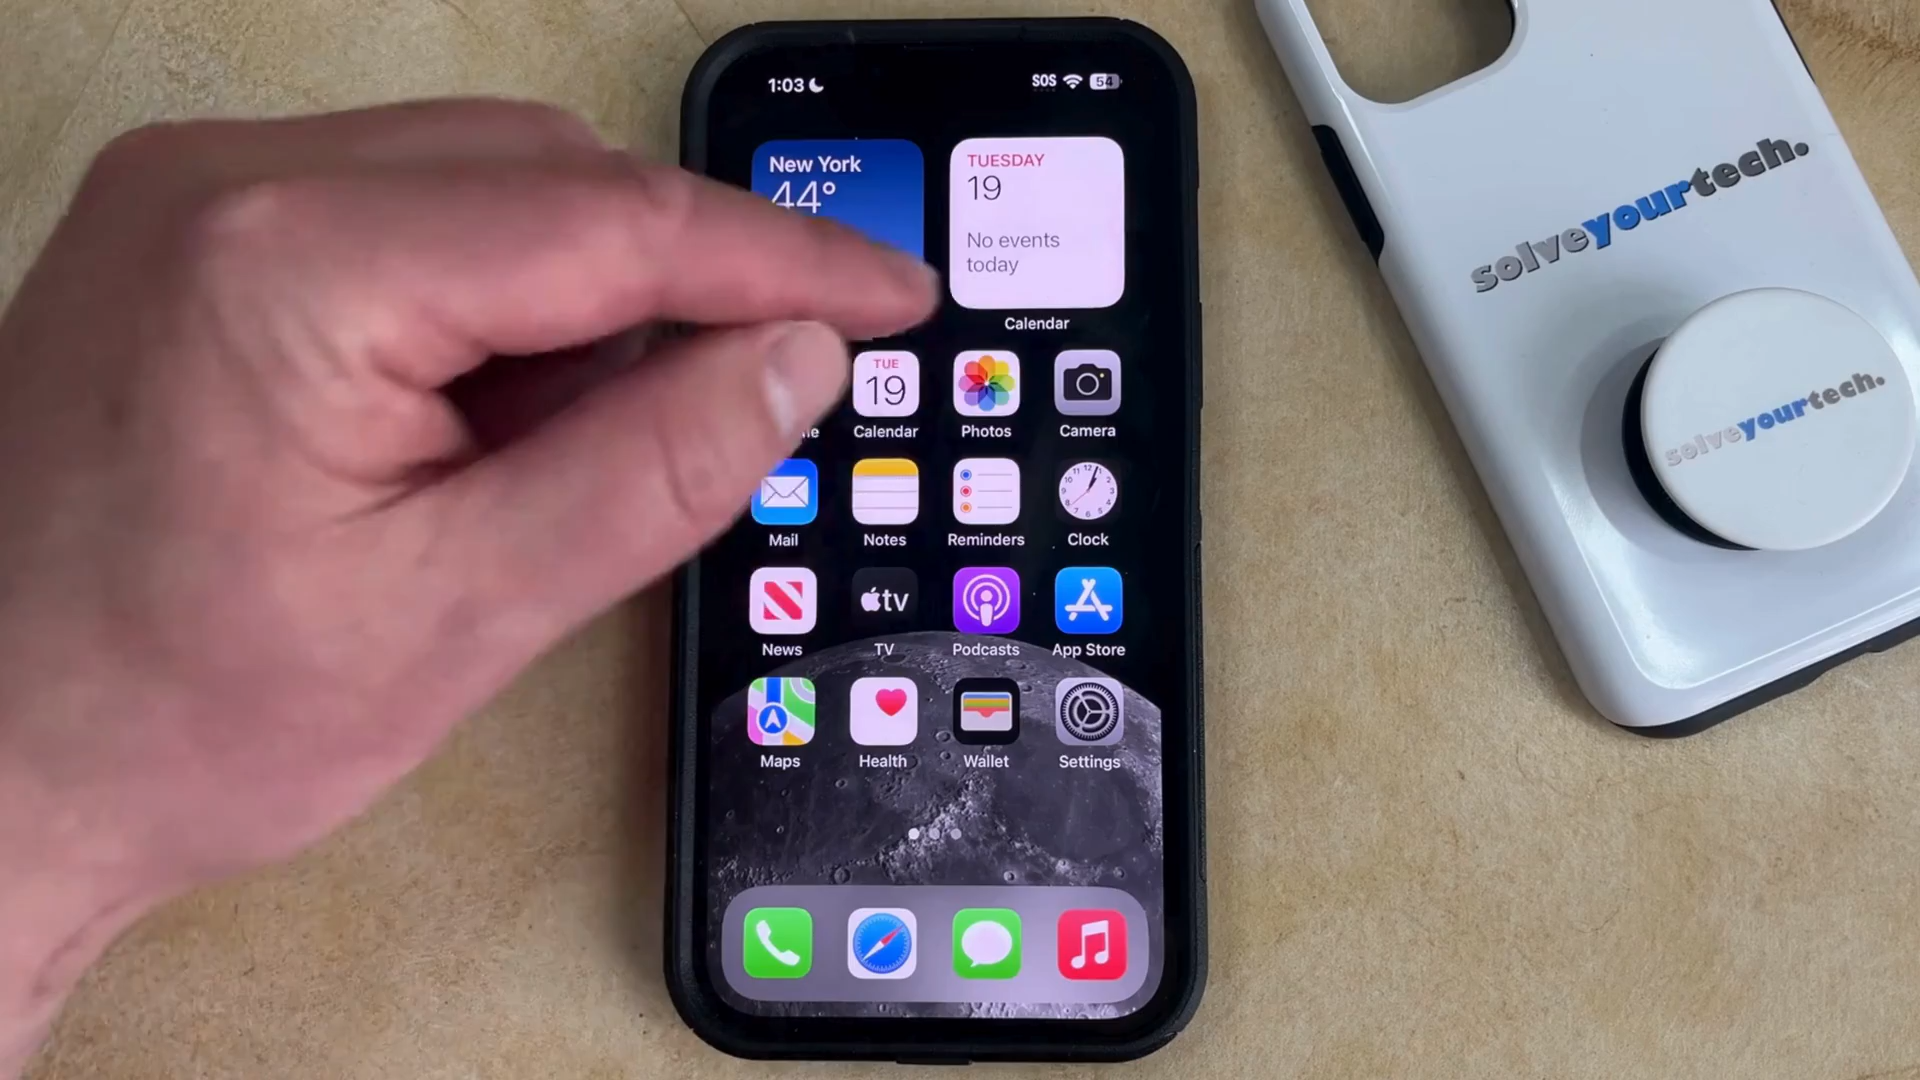 1:03
SOS
54
New York
44°
TUESDAY
19
No events
today
Calendar
TUE
19
Calendar
Photos
Camera
Mail
Notes
Reminders
Clock
tv
News
TV
Podcasts
App Store
Maps
Health
Wallet
Settings
solveyourtech.
solveyourtech.